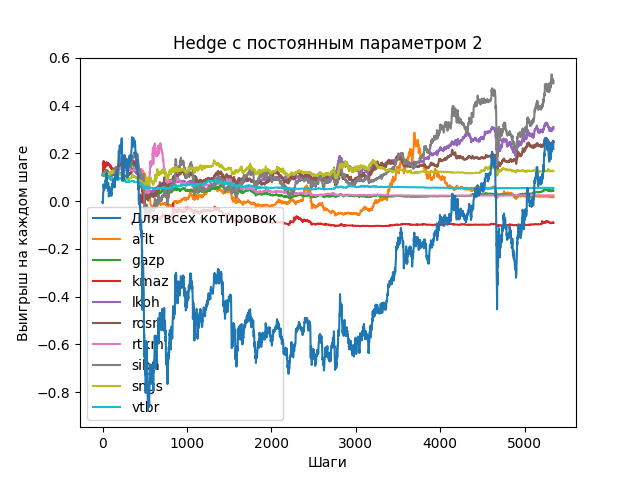 Hedge с постоянным параметром 2
Выигрыш на каждом шаге
0.6
0.4
0.2
0.0
−0.2
−0.4
−0.6
−0.8
Для всех котировок
aflt
gazp
kmaz
lkoh
rosn
rtkm
sibn
sngs
vtbr
0 1000 2000 3000 4000 5000
Шаги